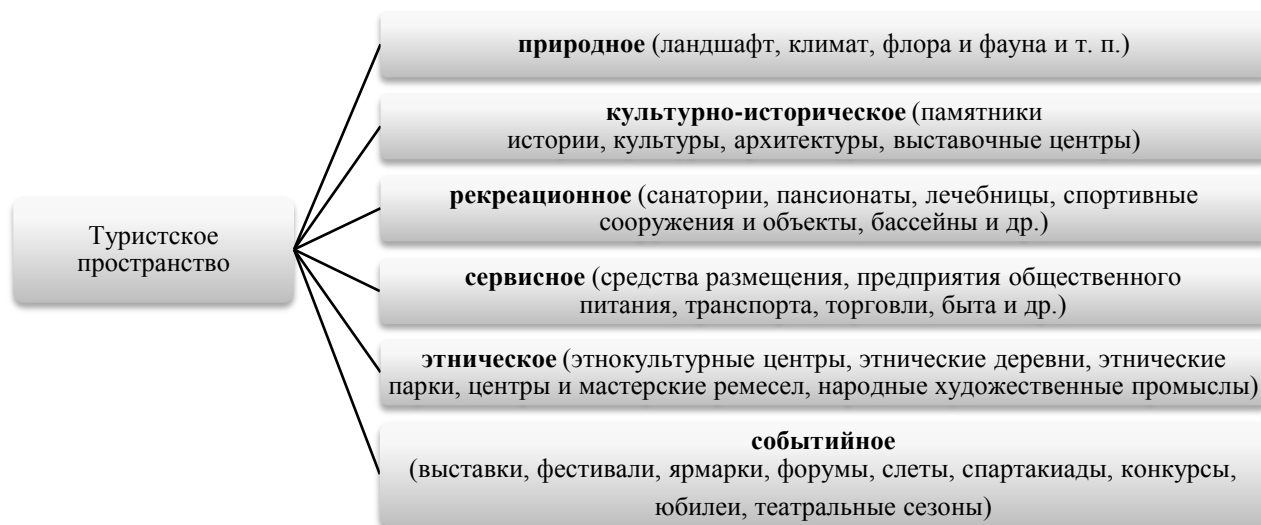 природное (ландшафт, климат, флора и фауна и т. п.)
культурно-историческое (памятники
истории, культуры, архитектуры, выставочные центры)
рекреационное (санатории, пансионаты, лечебницы, спортивные
сооружения и объекты, бассейны и др.)
Туристское
пространство
сервисное (средства размещения, предприятия общественного
питания, транспорта, торговли, быта и др.)
этническое (этнокультурные центры, этнические деревни, этнические
парки, центры и мастерские ремесел, народные художественные промыслы)
событийное
(выставки, фестивали, ярмарки, форумы, слеты, спартакиады, конкурсы,
юбилеи, театральные сезоны)